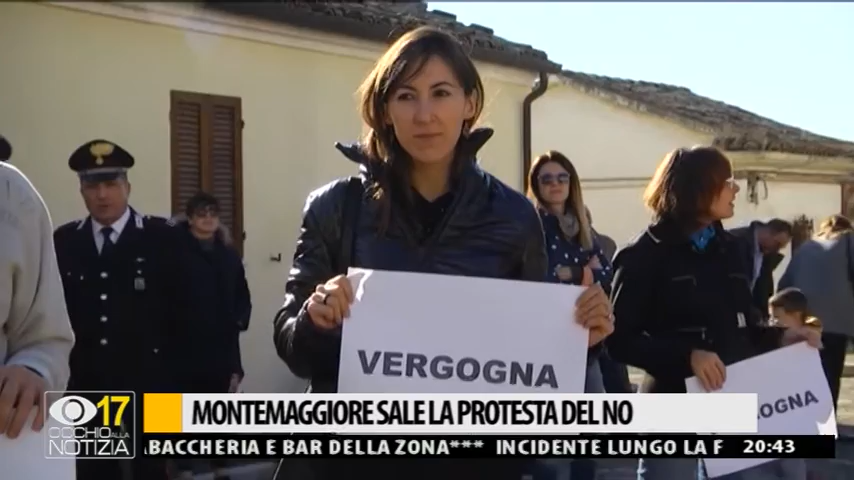 VERGOGNA
OGNA
17
OCCHIO ALLA
NOTIZIA
MONTEMAGGIORE SALE LA PROTESTA DEL NO
ABACCHERIA E BAR DELLA ZONA*** INCIDENTE LUNGO LA F
20:43